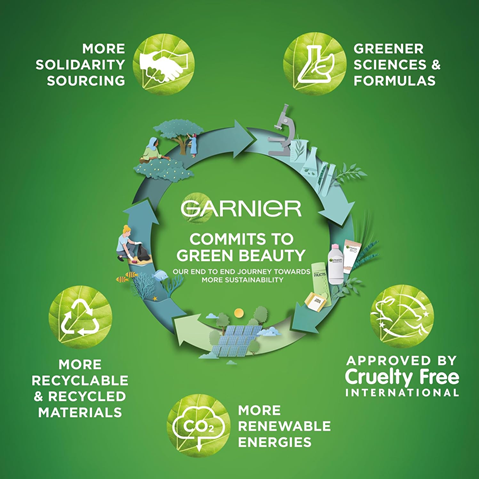 MORE
SOLIDARITY
SOURCING
GREENER
SCIENCES &
FORMULAS
GARNIER
COMMITS TO
GREEN BEAUTY
OUR END TO END JOURNEY TOWARDS
MORE SUSTAINABILITY
MORE
RECYCLABLE
& RECYCLED
MATERIALS
CO2
MORE
RENEWABLE
ENERGIES
APPROVED BY
Cruelty Free
INTERNATIONAL